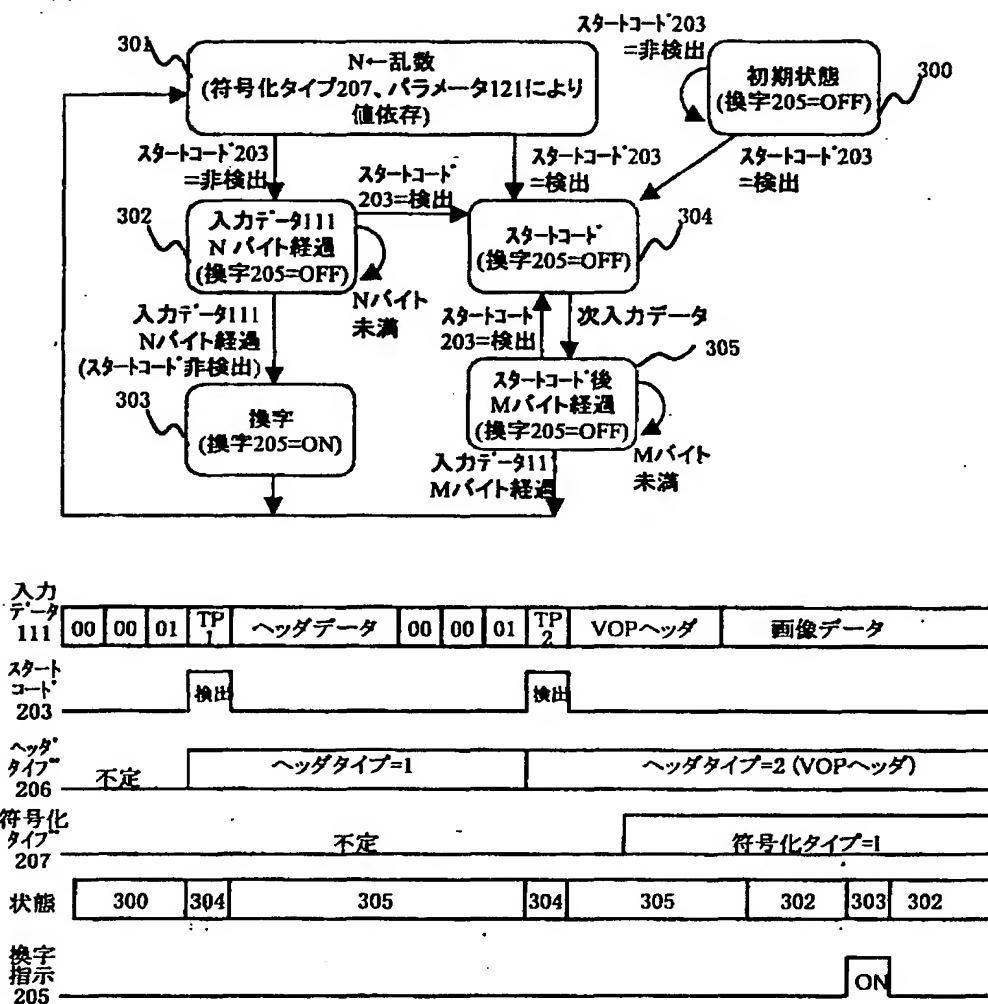 301
N←乱数
(符号化タイプ207、パラメータ121により
値依存)
スタートコード203
=非検出
初期状態
(換字205=OFF)
300
スタートコード203
=非検出
スタートコード
203=検出
スタートコード203
=検出
スタートコード203
=検出
302
入力データ111
Nバイト経過
(換字205=OFF)
スタートコード
(換字205=OFF)
304
Nバイト
未満
入力データ111
Nバイト経過
(スタートコード非検出)
スタートコード
203=検出
次入力データ
305
スタートコード後
Mバイト経過
(換字205=OFF)
303
換字
(換字205=ON)
Mバイト
未満
入力データ11
Mバイト経過
入力
データ
111
00 00 01 TP
1 ヘッダデータ 00 00 01 TP
2 VOPヘッダ 画像データ
スタート
コード
203
検出 検出
ヘッダ
タイプ
206
不定 ヘッダタイプ=1 ヘッダタイプ=2 (VOPヘッダ)
符号化
タイプ
207
不定 符号化タイプ=1
状態 300 304 305 304 305 302 303 302
換字
指示
205
ON